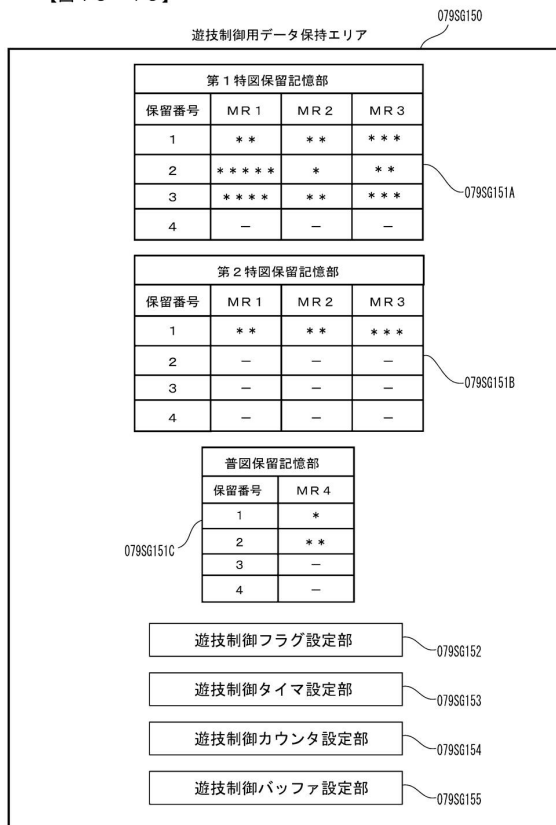 079SG150
遊技制御用データ保持エリア
第1特図保留記憶部
保留番号 MR1 MR2 MR3
1 ** ** ***
2 ***** * **
3 **** ** ***
4 − − −
079SG151A
第2特図保留記憶部
保留番号 MR1 MR2 MR3
1 ** ** ***
2 − − −
3 − − −
4 − − −
079SG151B
普図保留記憶部
保留番号 MR4
1 *
2 **
3 −
4 −
079SG151C
遊技制御フラグ設定部
079SG152
遊技制御タイマ設定部
079SG153
遊技制御カウンタ設定部
079SG154
遊技制御バッファ設定部
079SG155